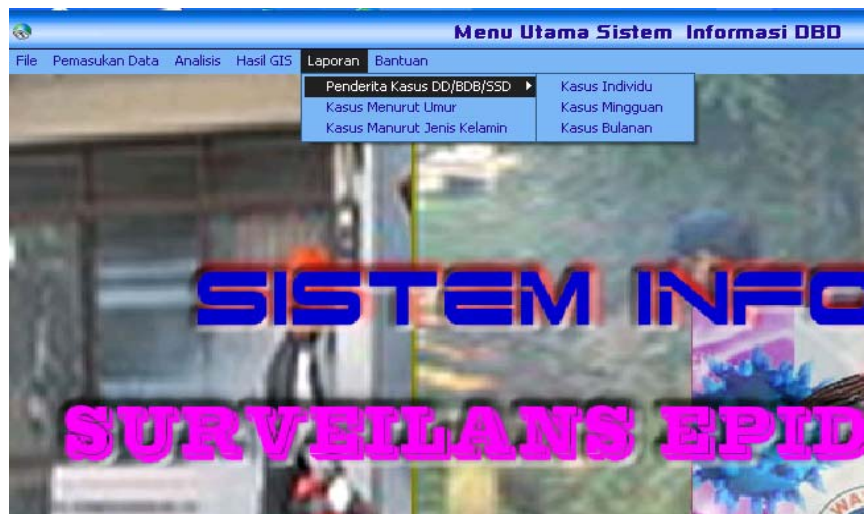 Menu Utama Sistem Informasi DBD
File Pemasukan Data Analisis Hasil GIS Laporan Bantuan
Penderita Kasus DD/BDB/SSD Kasus Individu
Kasus Menurut Umur Kasus Mingguan
Kasus Manurut Jenis Kelamin Kasus Bulanan
SISTEM INFO
SURVEILANS EPID
WA